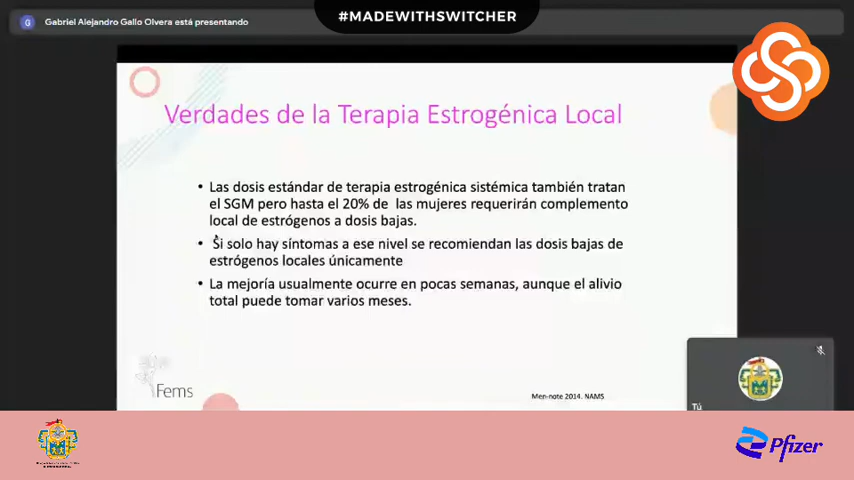 #MADEWITHSWITCHER
G Gabriel Alejandro Gallo Olvera está presentando
Verdades de la Terapia Estrogénica Local
• Las dosis estándar de terapia estrogénica sistémica también tratan
el SGM pero hasta el 20% de las mujeres requerirán complemento
local de estrógenos a dosis bajas.
• Si solo hay síntomas a ese nivel se recomiendan las dosis bajas de
estrógenos locales únicamente
• La mejoría usualmente ocurre en pocas semanas, aunque el alivio
total puede tomar varios meses.
Fems
Men-note 2014. NAMS
Tú
Pfizer